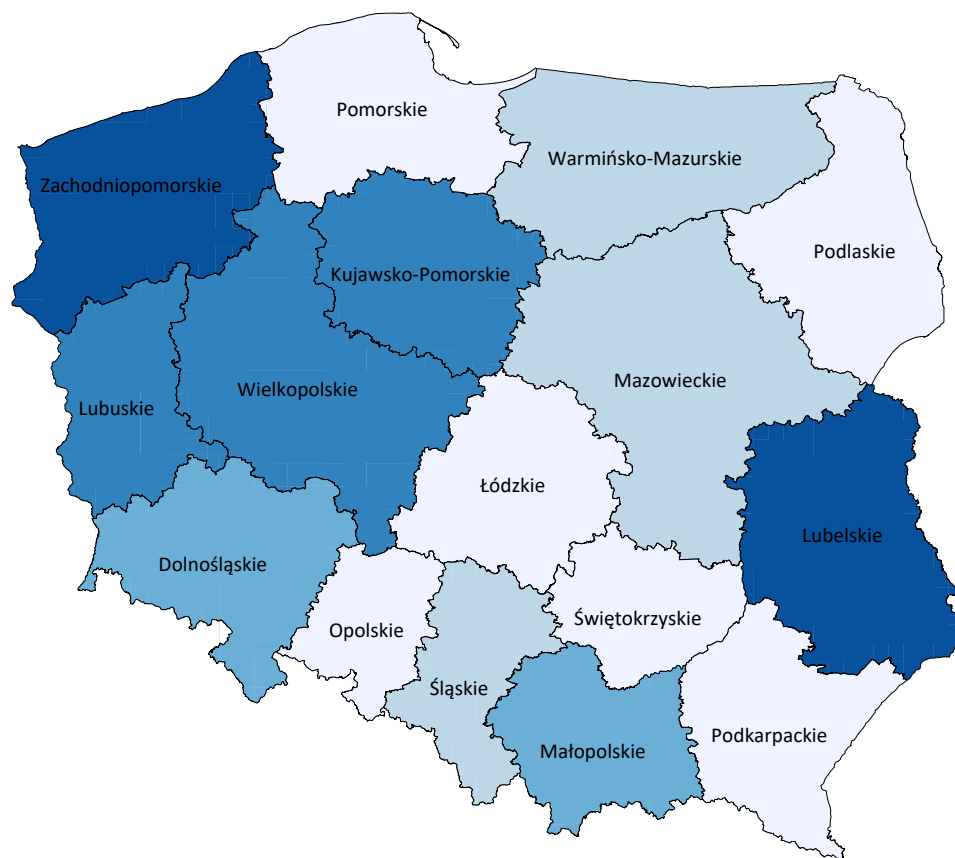 Pomorskie
Warmińsko-Mazurskie
Zachodniopomorskie
Podlaskie
Kujawsko-Pomorskie
Mazowieckie
Wielkopolskie
Lubuskie
Łódzkie
Lubelskie
Dolnośląskie
Świętokrzyskie
Opolskie
Śląskie
Podkarpackie
Małopolskie